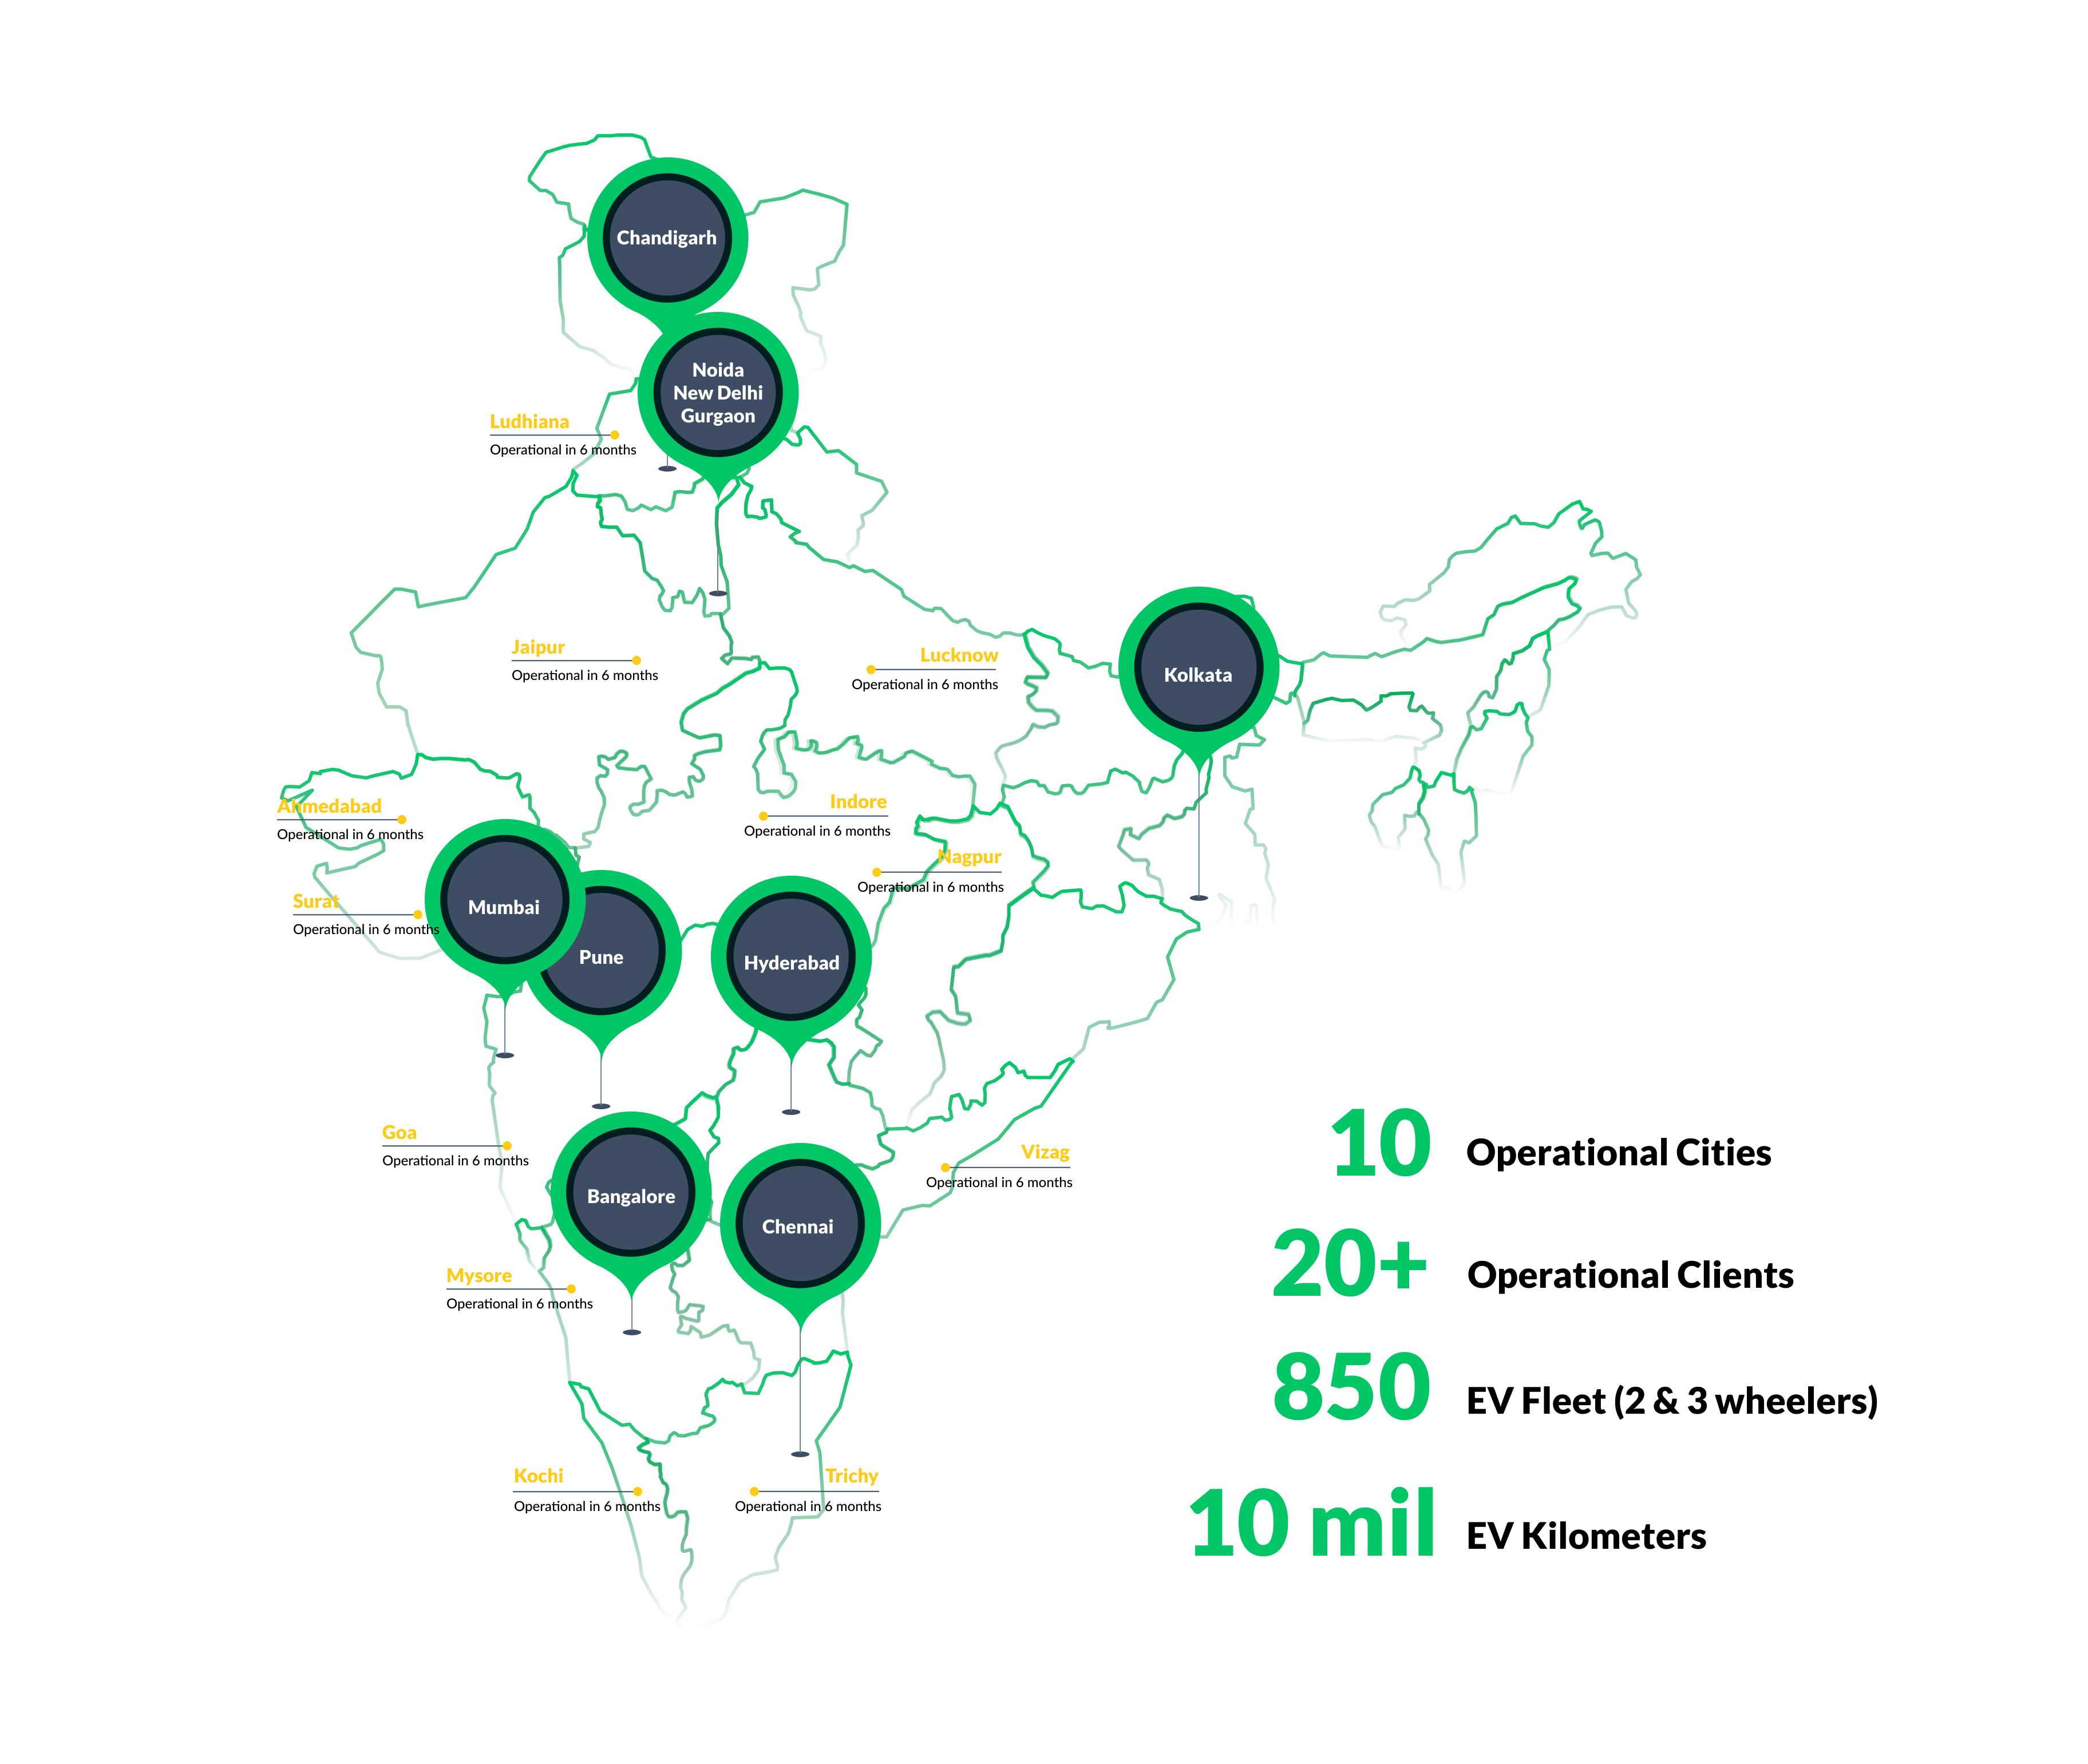 Chandigarh
Noida
New Delhi
Gurgaon
Ludhiana
Operational in 6 months
Jaipur
Operational in 6 months
Lucknow
Operational in 6 months
Kolkata
Ahmedabad
Operational in 6 months
Indore
Operational in 6 months
Nagpur
Operational in 6 months
Surat
Operational in 6 months
Mumbai
Pune
Hyderabad
Goa
Operational in 6 months
Vizag
Operational in 6 months
Bangalore
Chennai
Mysore
Operational in 6 months
Kochi
Operational in 6 months
Trichy
Operational in 6 months
10 Operational Cities
20+ Operational Clients
850 EV Fleet (2 & 3 wheelers)
10 mil EV Kilometers